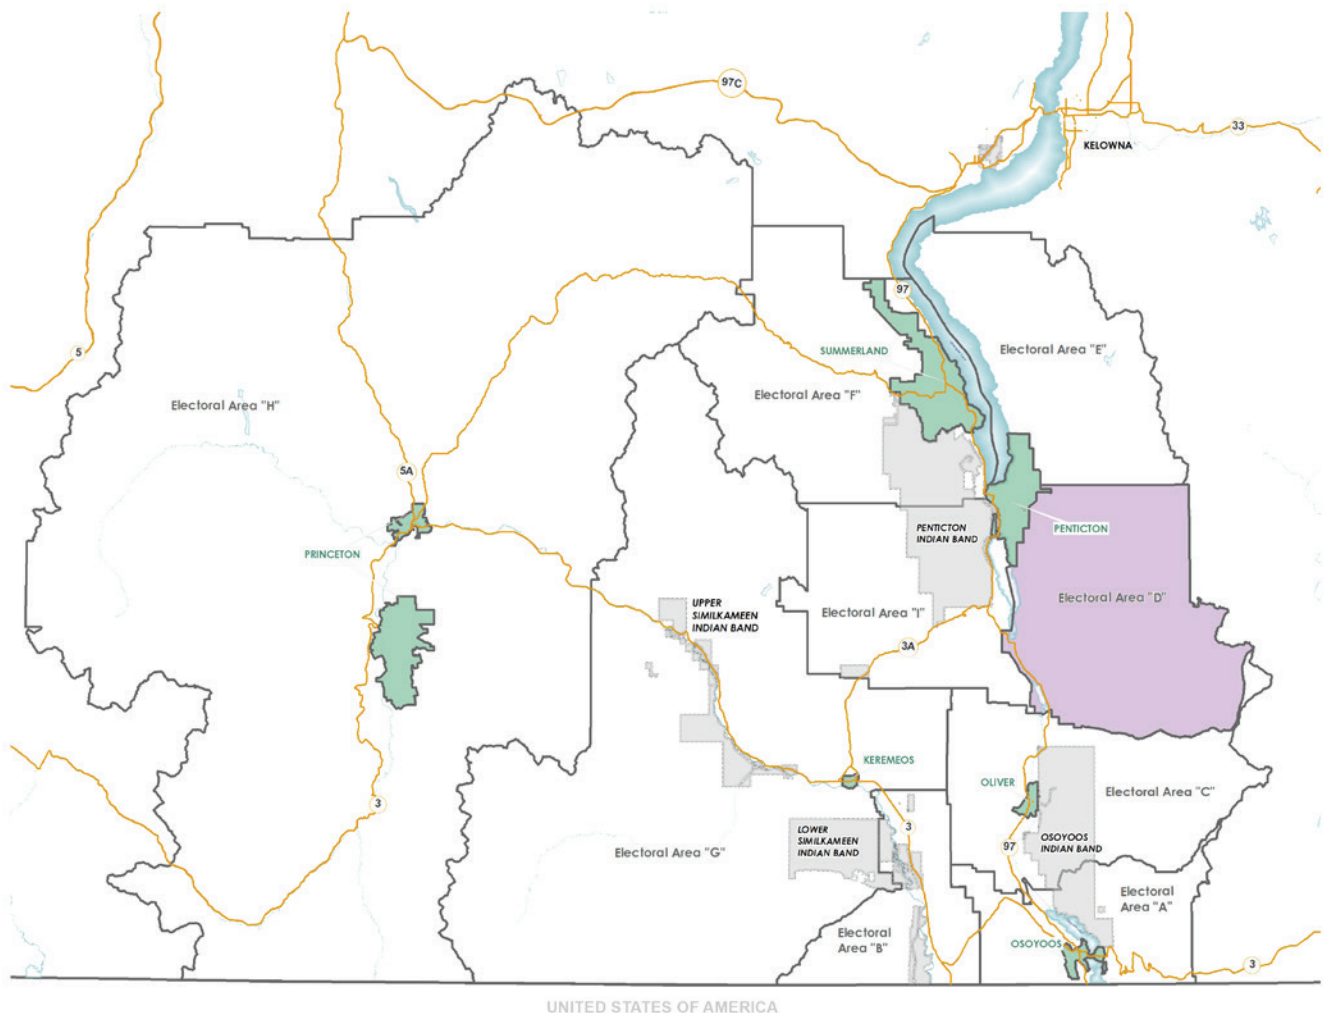 97C
33
KELOWNA
97
5
SUMMERLAND
Electoral Area "E"
Electoral Area "F"
Electoral Area "H"
5A
PRINCETON
PENTICTON
INDIAN BAND
PENTICTON
Electoral Area "D"
UPPER
SIMILKAMEEN
INDIAN BAND
Electoral Area "I"
3A
KEREMEOS
OLIVER
Electoral Area "C"
3
3
LOWER
SIMILKAMEEN
INDIAN BAND
97
OSOYOOS
INDIAN BAND
Electoral Area "G"
Electoral
Area "A"
Electoral
Area "B"
OSOYOOS
3
UNITED STATES OF AMERICA